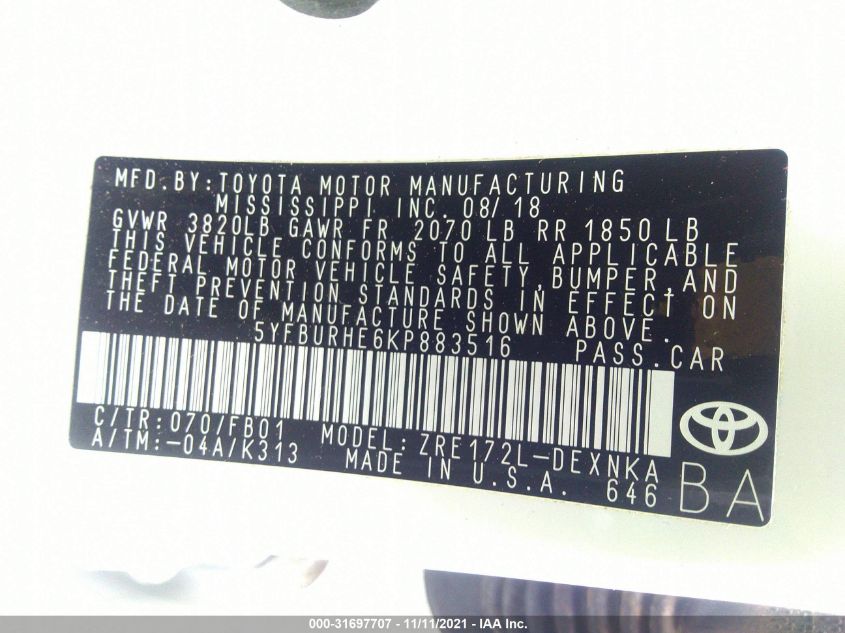 MFD.BY:TOYOTA MOTOR MANUFACTURING
MISSISSIPPI INC. 08/18
GVWR 3820LB GAWR FR 2070 LB RR 1850 LB
THIS VEHICLE CONFORMS TO ALL APPLICABLE
FEDERAL MOTOR VEHICLE SAFETY,BUMPER,AND
THEFT PREVENTION STANDARDS IN EFFECT ON
THE DATE OF MANUFACTURE SHOWN ABOVE.
5YFBURHE6KP883516 PASS.CAR
C/TR:070/FB01 MODEL: ZRE172L-DEXNKA
A/TM:-04A/K313 MADE IN U.S.A. 646
BA
000-31697707 - 11/11/2021 - IAA Inc.